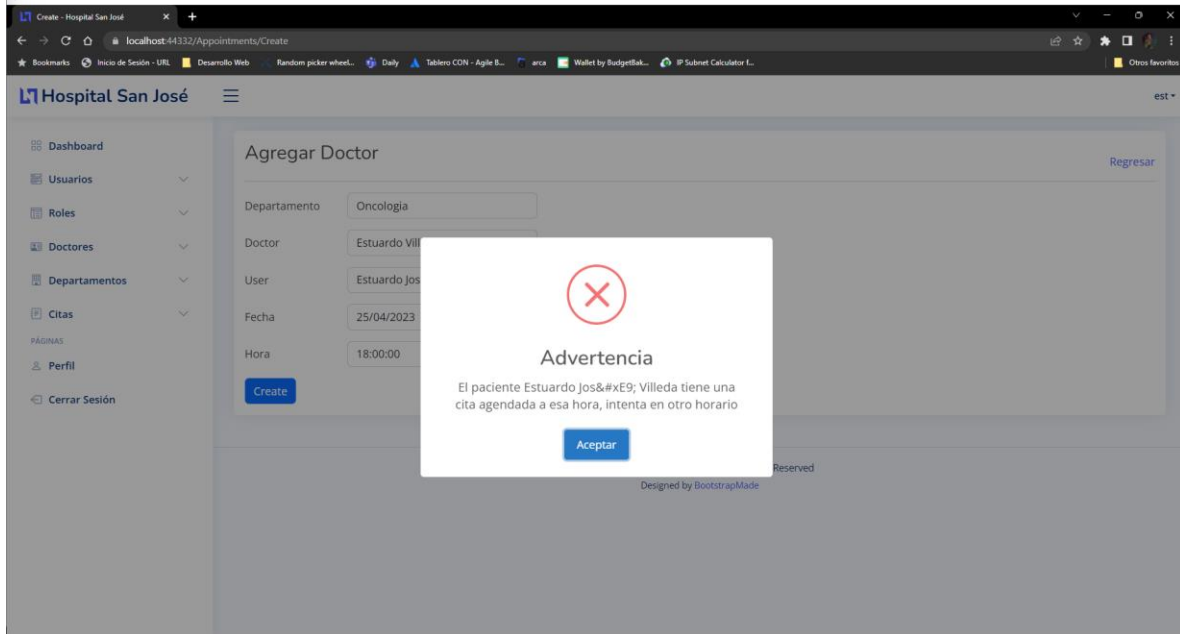 Create - Hospital San José
localhost:44332/Appointments/Create
Bookmarks Inicio de Sesión - URL Desarrollo Web Random picker wheel... Daily Tablero CON - Agile B... arca Wallet by BudgetBak... IP Subnet Calculator f... Otros favoritos
Hospital San José
est
Dashboard
Usuarios
Roles
Doctores
Departamentos
Citas
PÁGINAS
Perfil
Cerrar Sesión
Agregar Doctor
Regresar
Departamento Oncologia
Doctor Estuardo Vill
User Estuardo Jos
Fecha 25/04/2023
Hora 18:00:00
Create
Advertencia
El paciente Estuardo Jos&#xE9; Villeda tiene una
cita agendada a esa hora, intenta en otro horario
Aceptar
Reserved
Designed by BootstrapMade